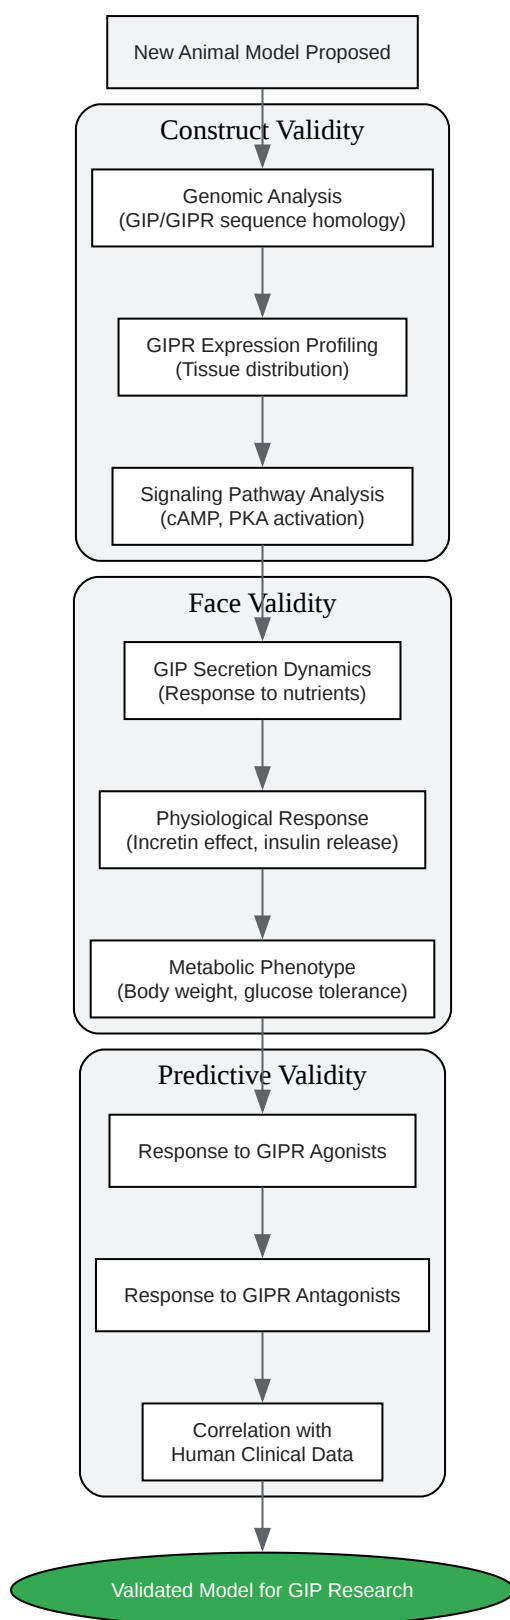 New Animal Model Proposed
Construct Validity
Genomic Analysis
(GIP/GIPR sequence homology)
GIPR Expression Profiling
(Tissue distribution)
Signaling Pathway Analysis
(cAMP, PKA activation)
Face Validity
GIP Secretion Dynamics
(Response to nutrients)
Physiological Response
(Incretin effect, insulin release)
Metabolic Phenotype
(Body weight, glucose tolerance)
Predictive Validity
Response to GIPR Agonists
Response to GIPR Antagonists
Correlation with
Human Clinical Data
Validated Model for GIP Research